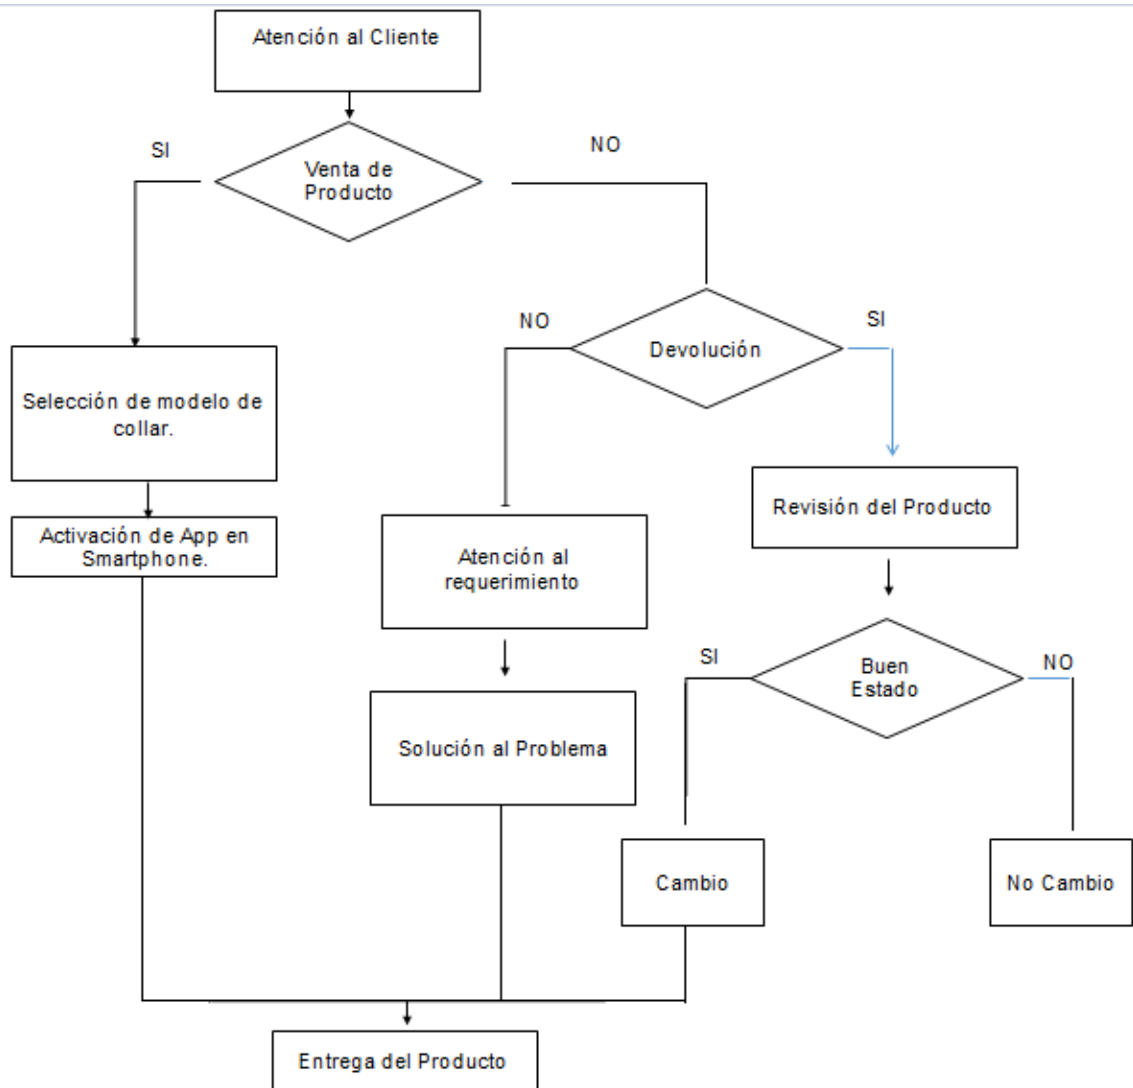 Atención al Cliente
SI
NO
Venta de
Producto
NO
SI
Devolución
Selección de modelo de
collar.
Revisión del Producto
Activación de App en
Smartphone.
Atención al
requerimiento
SI
Buen
Estado
NO
Solución al Problema
Cambio
No Cambio
Entrega del Producto